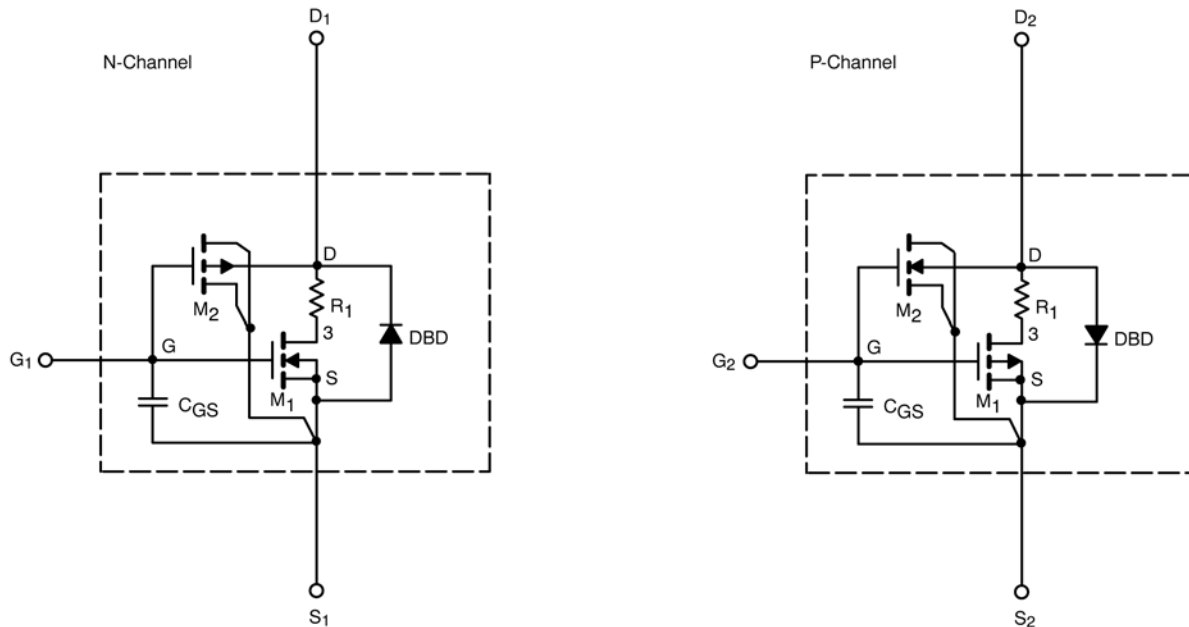 N-Channel
D1
D
R1
3
M2
DBD
G1
G
S
M1
CGS
S1
P-Channel
D2
D
R1
3
M2
DBD
G2
G
S
M1
CGS
S2